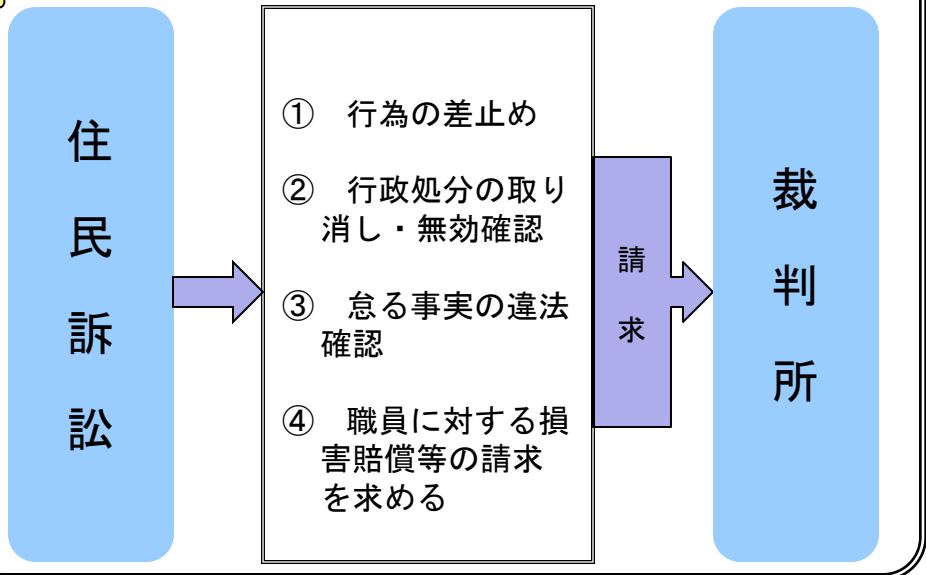 住民訴訟
① 行為の差止め
② 行政処分の取り
消し・無効確認
③ 怠る事実の違法
確認
④ 職員に対する損
害賠償等の請求
を求める
請求
裁判所